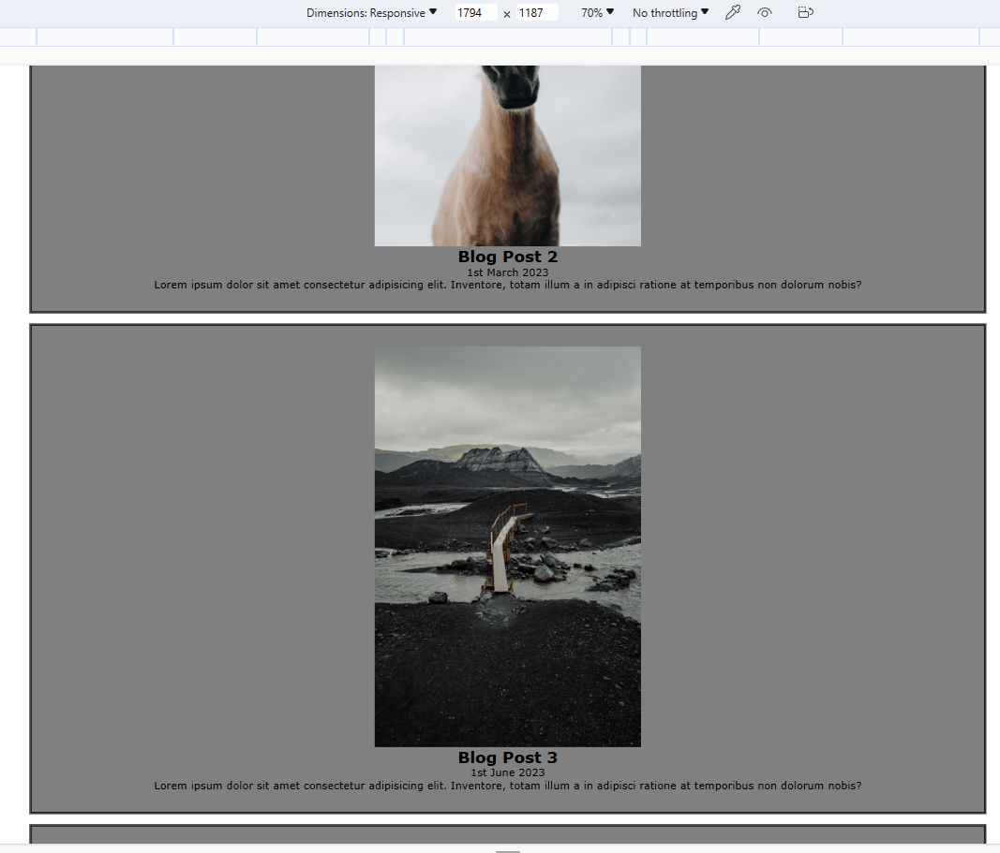 Dimensions: Responsive 1794 × 1187 70% No throttling
Blog Post 2
1st March 2023
Lorem ipsum dolor sit amet consectetur adipisicing elit. Inventore, totam illum a in adipisci ratione at temporibus non dolorum nobis?
Blog Post 3
1st June 2023
Lorem ipsum dolor sit amet consectetur adipisicing elit. Inventore, totam illum a in adipisci ratione at temporibus non dolorum nobis?